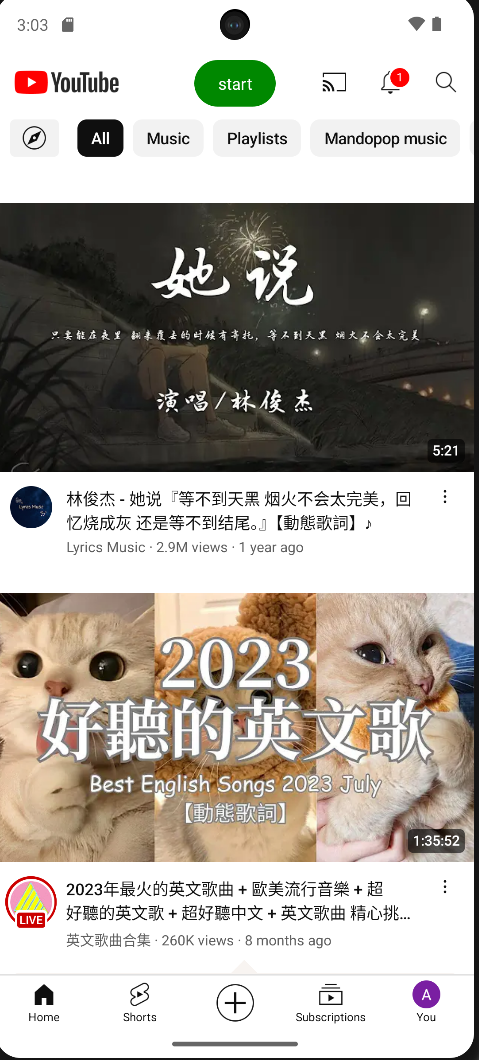 3:03
YouTube
start
1
All
Music
Playlists
Mandopop music
她 说
只要能在夜里 翻来覆去的时候有寄托，等不到天黑 烟火不会太完美
演唱/林俊杰
5:21
Lyrics Music
林俊杰 - 她说『等不到天黑 烟火不会太完美，回
忆烧成灰 还是等不到结尾。』【動態歌詞】♪
Lyrics Music · 2.9M views · 1 year ago
2023
好聽的英文歌
Best English Songs 2023 July
【動態歌詞】
1:35:52
LIVE
2023年最火的英文歌曲 + 歐美流行音樂 + 超
好聽的英文歌 + 超好聽中文 + 英文歌曲 精心挑...
英文歌曲合集 · 260K views · 8 months ago
Home
Shorts
Subscriptions
A
You